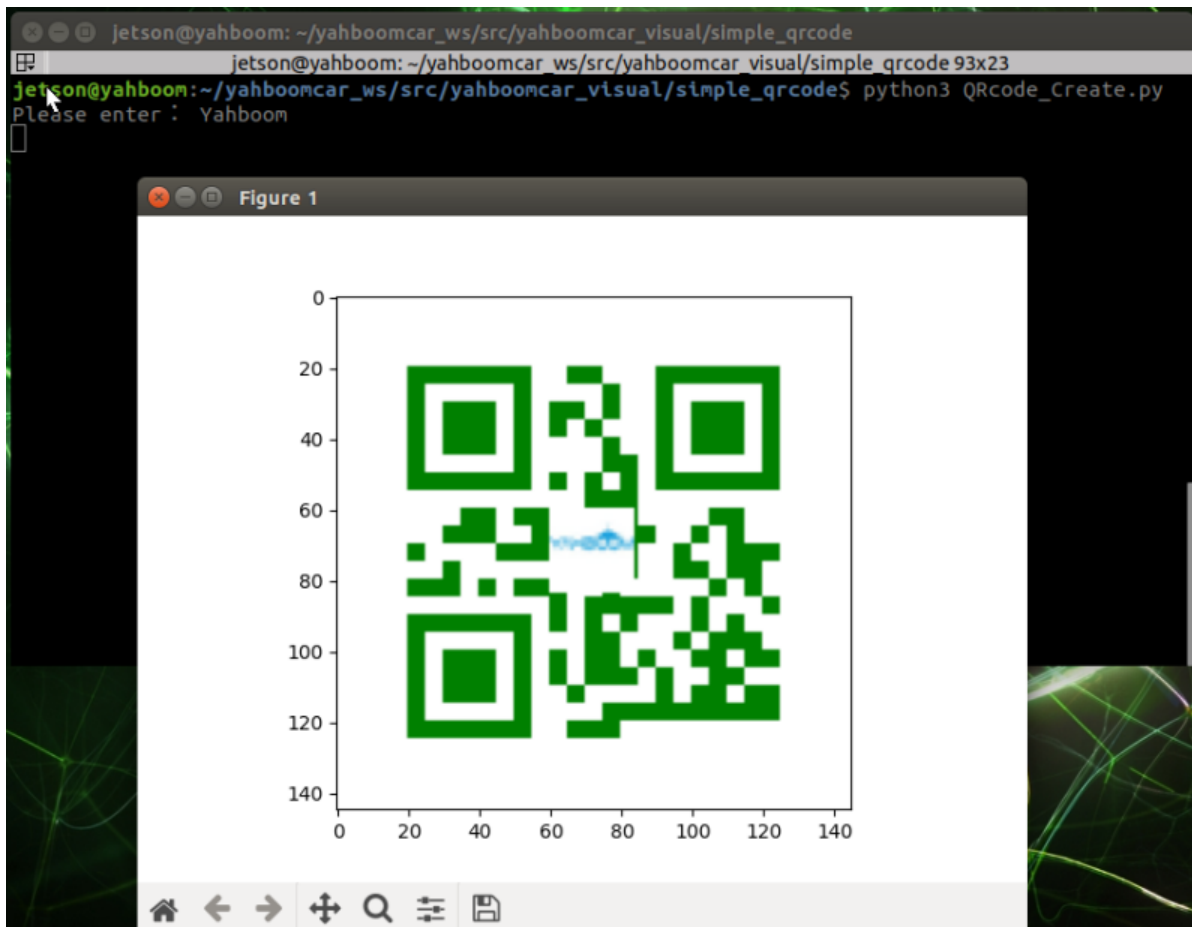 jetson@yahboom: ~/yahboomcar_ws/src/yahboomcar_visual/simple_qrcode
jetson@yahboom: ~/yahboomcar_ws/src/yahboomcar_visual/simple_qrcode 93x23
jetson@yahboom:~/yahboomcar_ws/src/yahboomcar_visual/simple_qrcode$ python3 QRcode_Create.py
Please enter： Yahboom
Figure 1
0
20
40
60
80
100
120
140
0 20 40 60 80 100 120 140